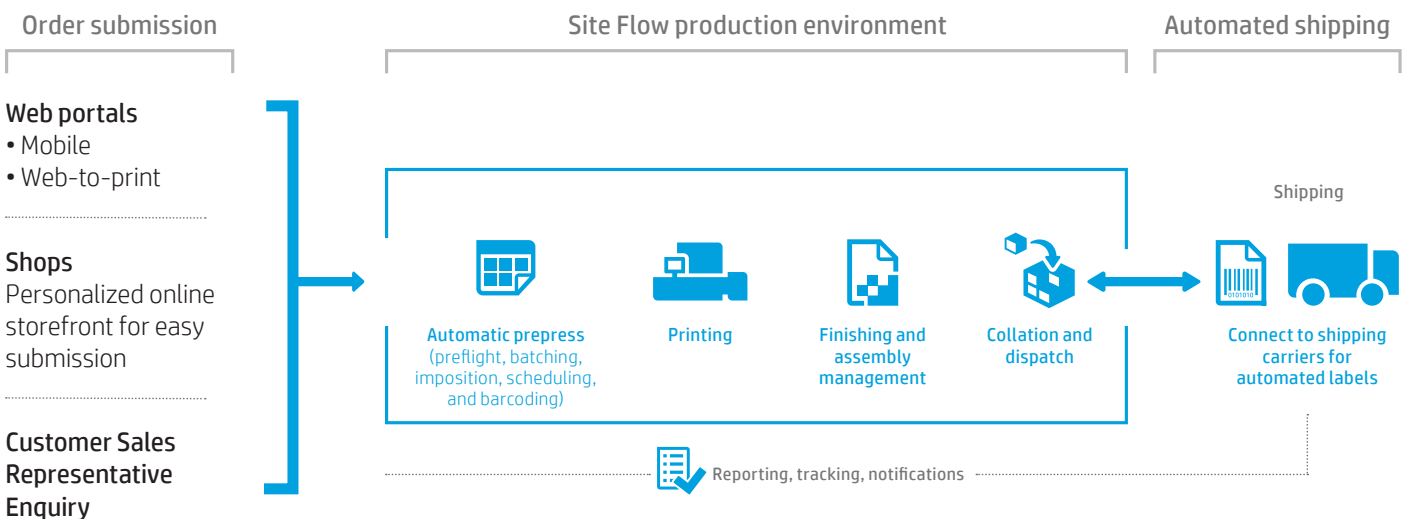 Order submission
Site Flow production environment
Automated shipping
Web portals
• Mobile
• Web-to-print
Shops
Personalized online
storefront for easy
submission
Customer Sales
Representative
Enquiry
Automatic prepress
(preflight, batching,
imposition, scheduling,
and barcoding)
Printing
Finishing and
assembly
management
Collation and
dispatch
Shipping
0101010
Connect to shipping
carriers for
automated labels
Reporting, tracking, notifications